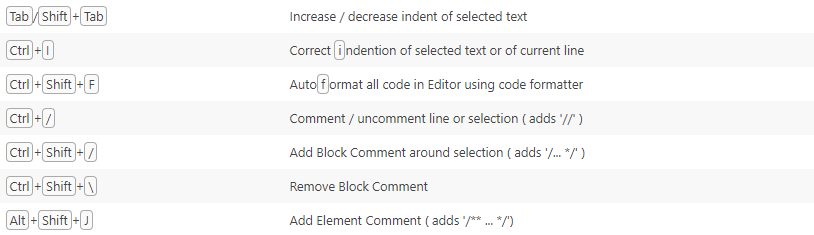 Tab/Shift+Tab Increase / decrease indent of selected text
Ctrl+I Correct indention of selected text or of current line
Ctrl+Shift+F Autoformat all code in Editor using code formatter
Ctrl+/ Comment / uncomment line or selection ( adds '//' )
Ctrl+Shift+/ Add Block Comment around selection ( adds '/... */' )
Ctrl+Shift+\ Remove Block Comment
Alt+Shift+J Add Element Comment ( adds '/** ... */')